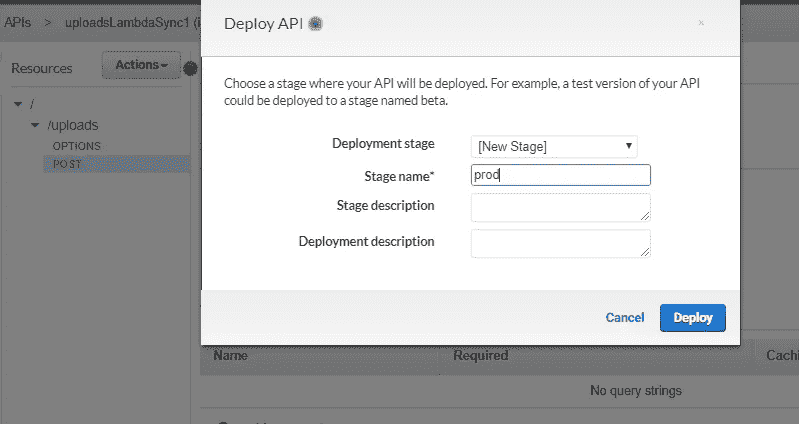 APIs > uploadsLambdaSync1 (
Deploy API
×
Resources
Actions
Choose a stage where your API will be deployed. For example, a test version of your API
could be deployed to a stage named beta.
/
/uploads
OPTIONS
POST
Deployment stage [New Stage]
Stage name* prod
Stage description
Deployment description
Cancel Deploy
Name Required Cachi
No query strings